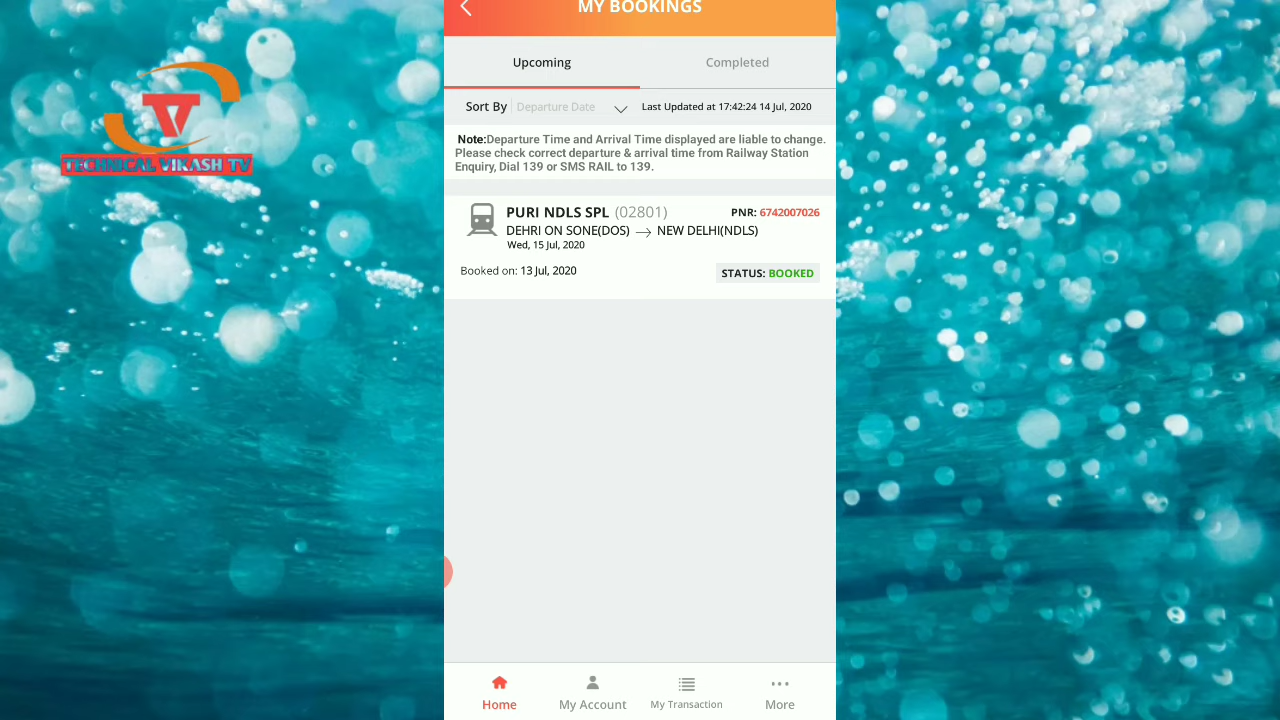 MY BOOKINGS
Upcoming
Completed
Sort By Departure Date
Last Updated at 17:42:24 14 Jul, 2020
Note:Departure Time and Arrival Time displayed are liable to change.
Please check correct departure & arrival time from Railway Station
Enquiry, Dial 139 or SMS RAIL to 139.
PURI NDLS SPL (02801)
PNR: 6742007026
DEHRI ON SONE(DOS) → NEW DELHI(NDLS)
Wed, 15 Jul, 2020
Booked on: 13 Jul, 2020
STATUS: BOOKED
Home
My Account
My Transaction
More
TV
TECHNICAL VIKASH TV